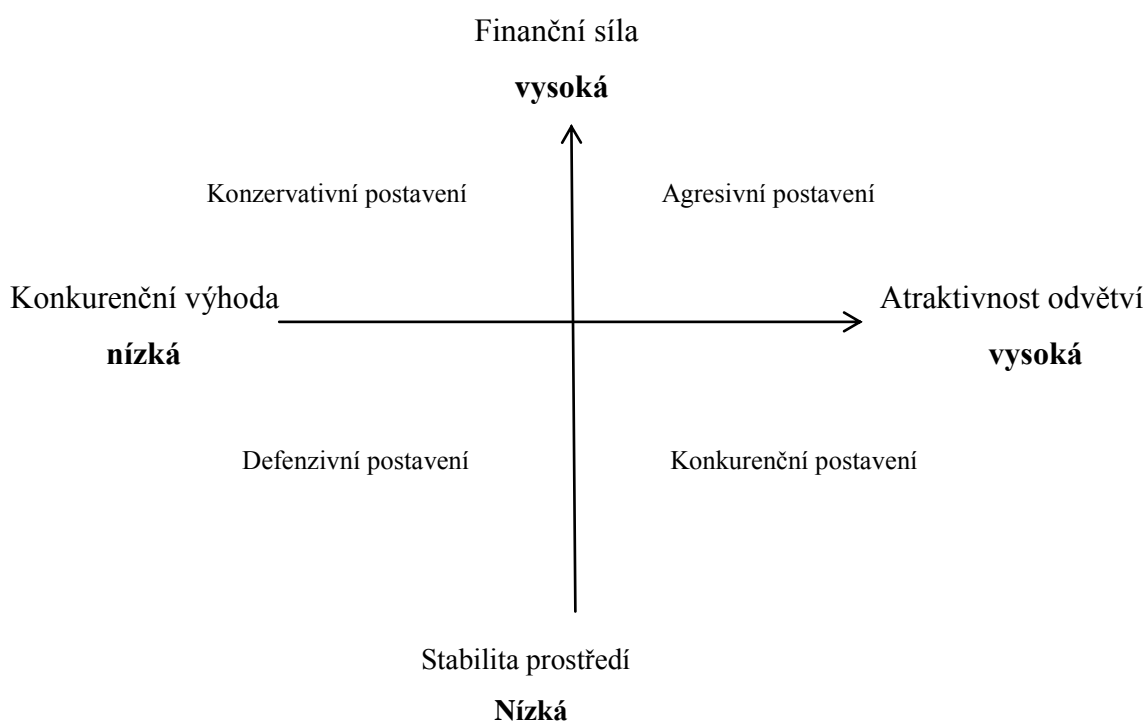 Finanční síla
vysoká
Konzervativní postavení
Agresivní postavení
Konkurenční výhoda
nízká
Atraktivnost odvětví
vysoká
Defenzivní postavení
Konkurenční postavení
Stabilita prostředí
Nízká